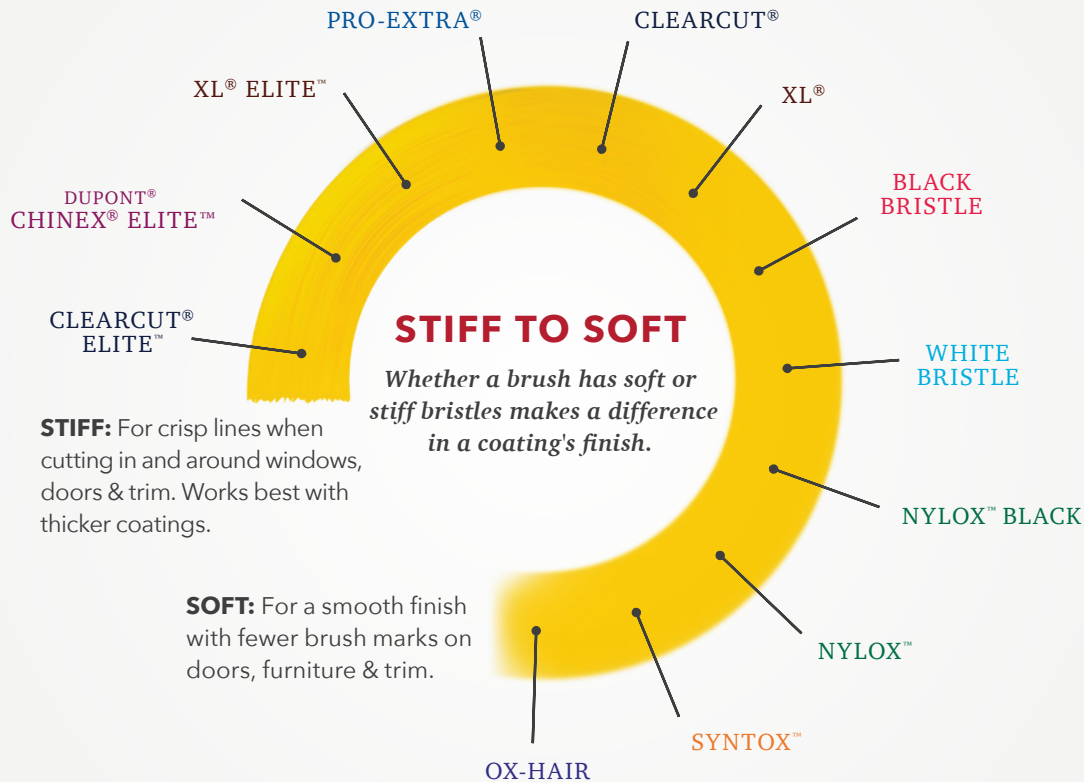 PRO-EXTRA®
CLEARCUT®
XL® ELITE™
XL®
DUPONT®
CHINEX® ELITE™
BLACK
BRISTLE
CLEARCUT®
ELITE™
STIFF TO SOFT
Whether a brush has soft or
stiff bristles makes a difference
in a coating's finish.
WHITE
BRISTLE
STIFF: For crisp lines when
cutting in and around windows,
doors & trim. Works best with
thicker coatings.
NYLOX™ BLACK
SOFT: For a smooth finish
with fewer brush marks on
doors, furniture & trim.
NYLOX™
SYNTOX™
OX-HAIR